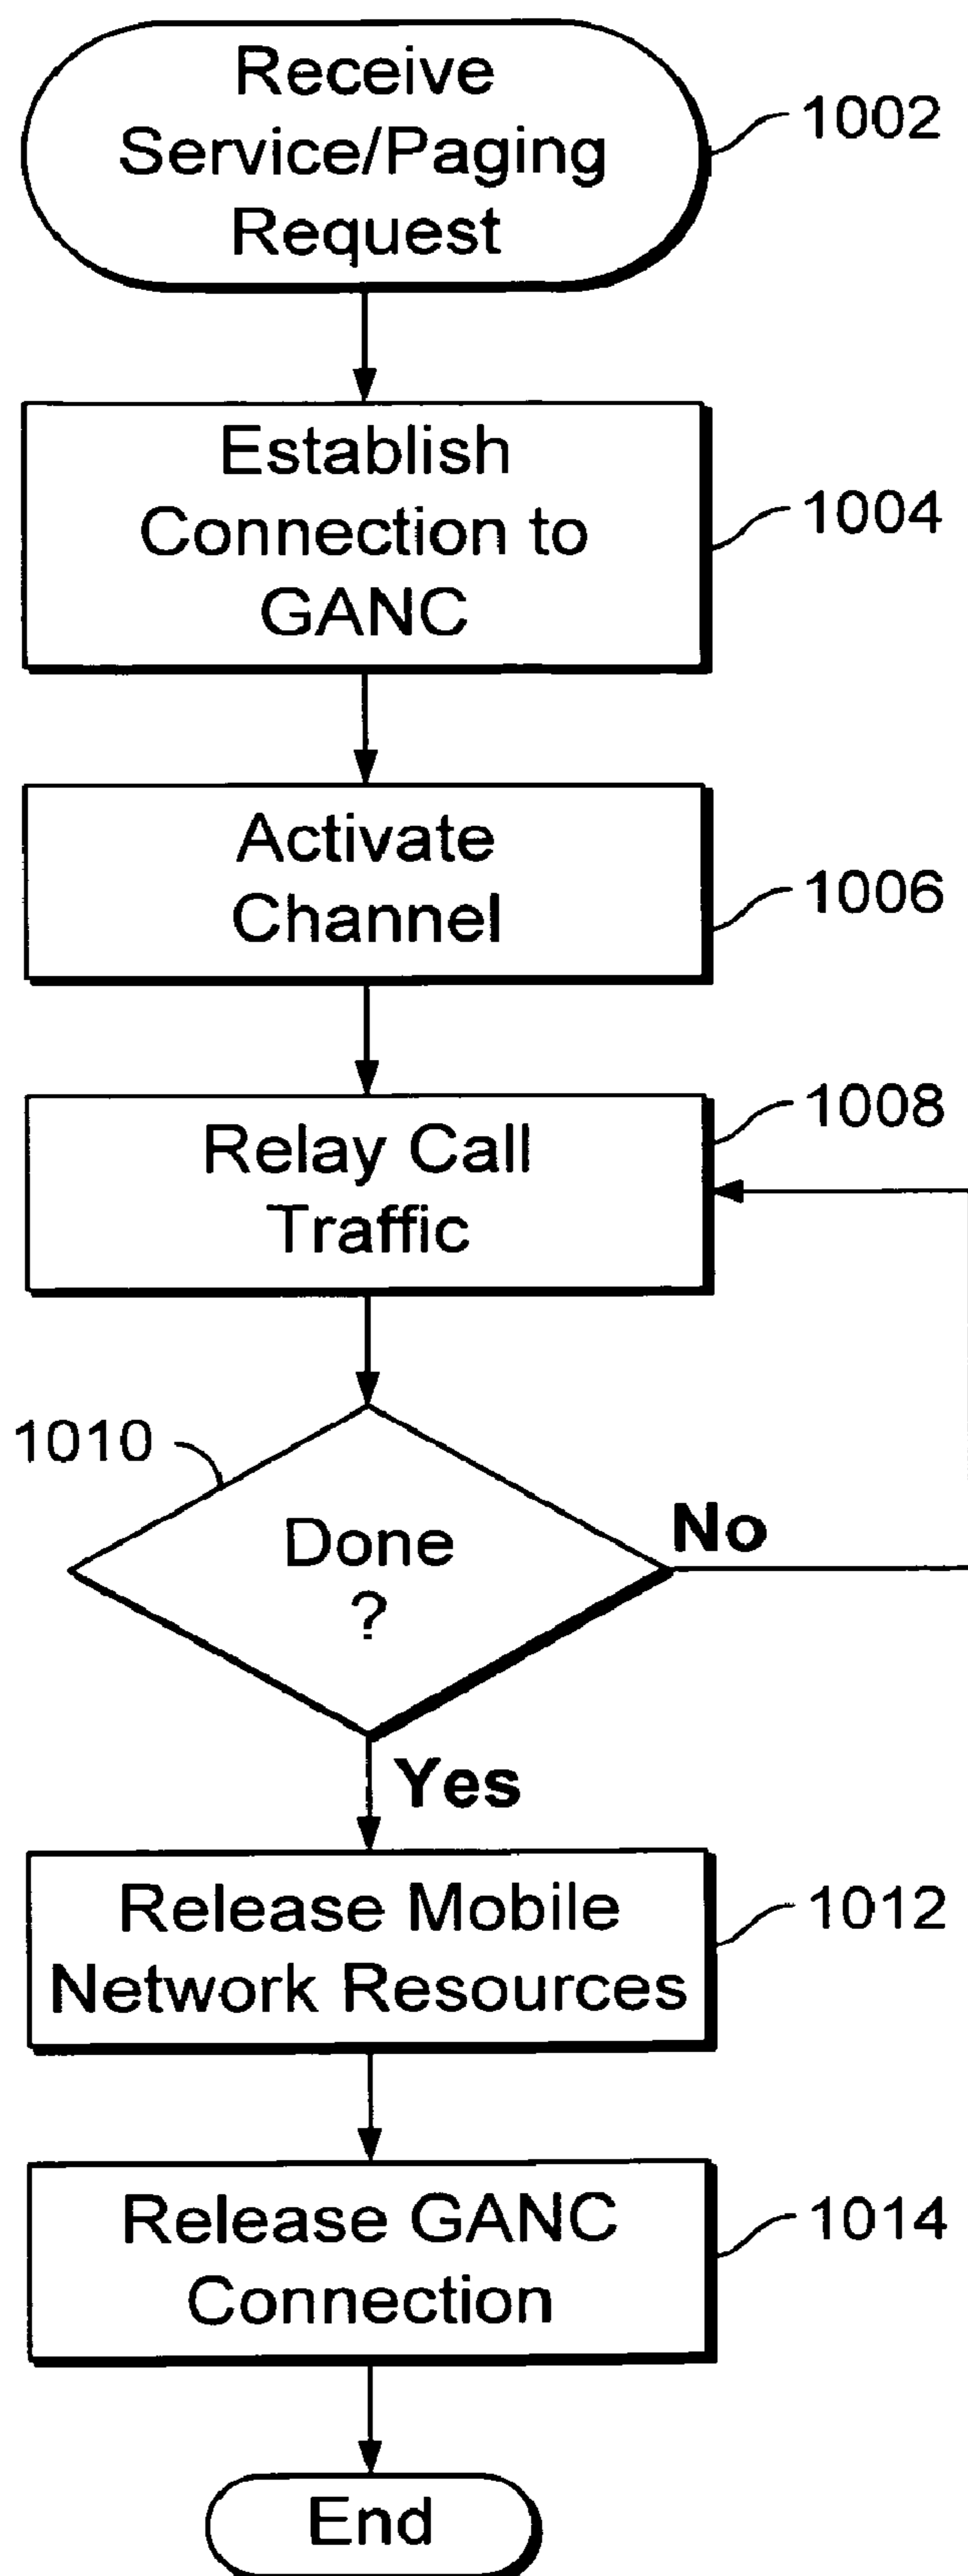 Receive
Service/Paging
Request
1002
Establish
Connection to
GANC
1004
Activate
Channel
1006
Relay Call
Traffic
1008
1010
Done
?
No
Yes
Release Mobile
Network Resources
1012
Release GANC
Connection
1014
End